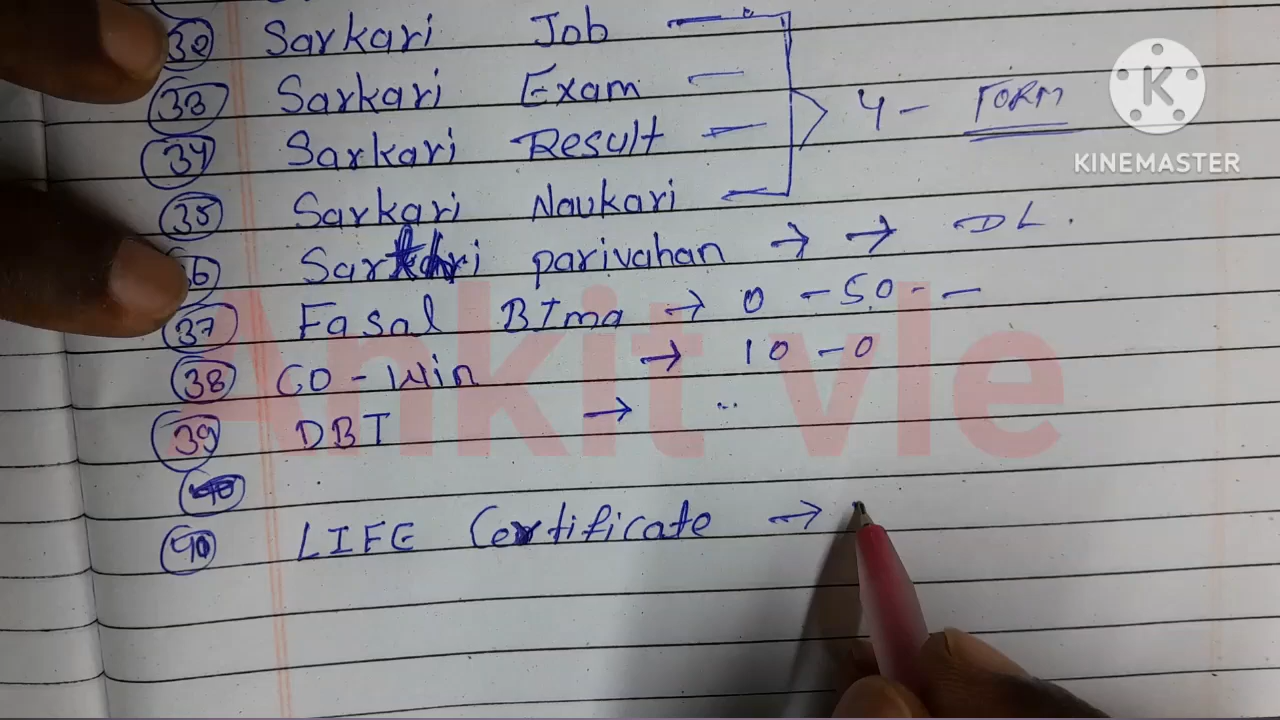 32 Sarkari Job
33 Sarkari Exam
34 Sarkari Result
35 Sarkari Naukari
4 - FORM
36 Sarkari parivahan → → DL.
37 Fasal BIma → 0 - 50 - -
38 CO-Win → 10 - 0
39 DBT → ..
40 LIFE Certificate →
K
KINEMASTER
Ankit vle